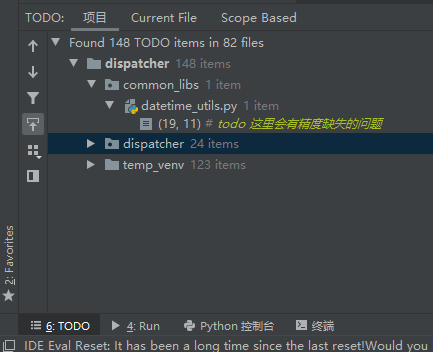 TODO: 项目 Current File Scope Based
Found 148 TODO items in 82 files
dispatcher 148 items
common_libs 1 item
datetime_utils.py 1 item
(19, 11) # todo 这里会有精度缺失的问题
dispatcher 24 items
temp_venv 123 items
2: Favorites
6: TODO 4: Run Python 控制台 终端
IDE Eval Reset: It has been a long time since the last reset!Would you